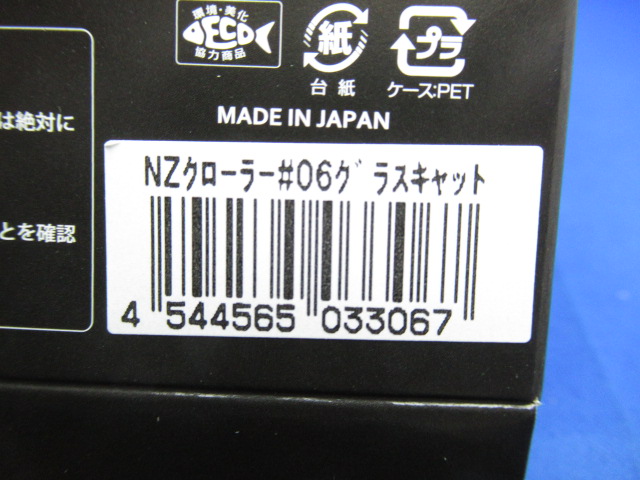 環境・美化
ECO
協力商品
紙
台紙
プラ
ケース:PET
MADE IN JAPAN
は絶対に
とを確認
NZクローラー#06グラスキャット
4 544565 033067